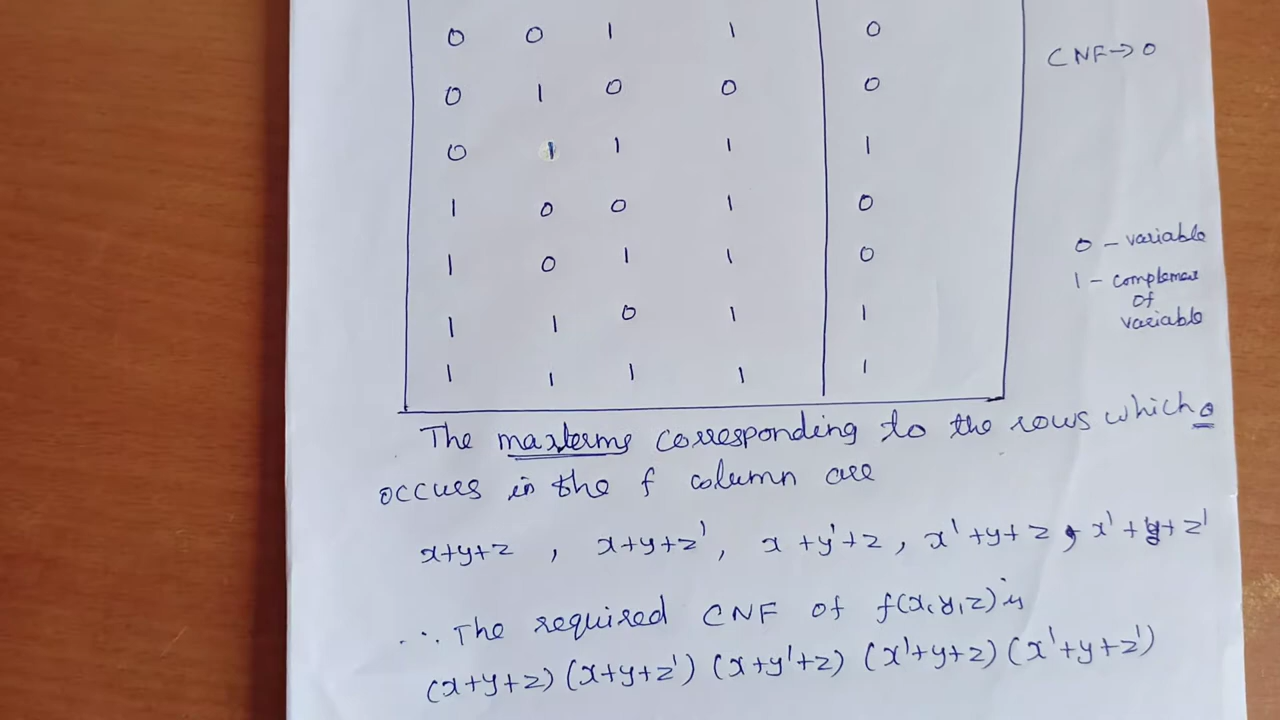 0 0 1 1 0
CNF→0
0 1 0 0 0
0 1 1 1 1
1 0 0 1 0
0 - variable
1 0 1 1 0
1 - complement
of
variable
1 1 0 1 1
1 1 1 1 1
The maxterms corresponding to the rows which 0
occurs in the f column are
x+y+z , x+y+z', x+y'+z, x'+y+z, x'+y+z'
∴ The required CNF of f(x,y,z) is
(x+y+z) (x+y+z') (x+y'+z) (x'+y+z) (x'+y+z')